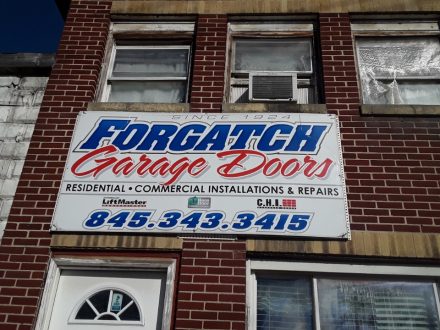 SINCE 1924
FORGATCH
Garage Doors
RESIDENTIAL • COMMERCIAL INSTALLATIONS & REPAIRS
LiftMaster C.H.I.
845.343.3415